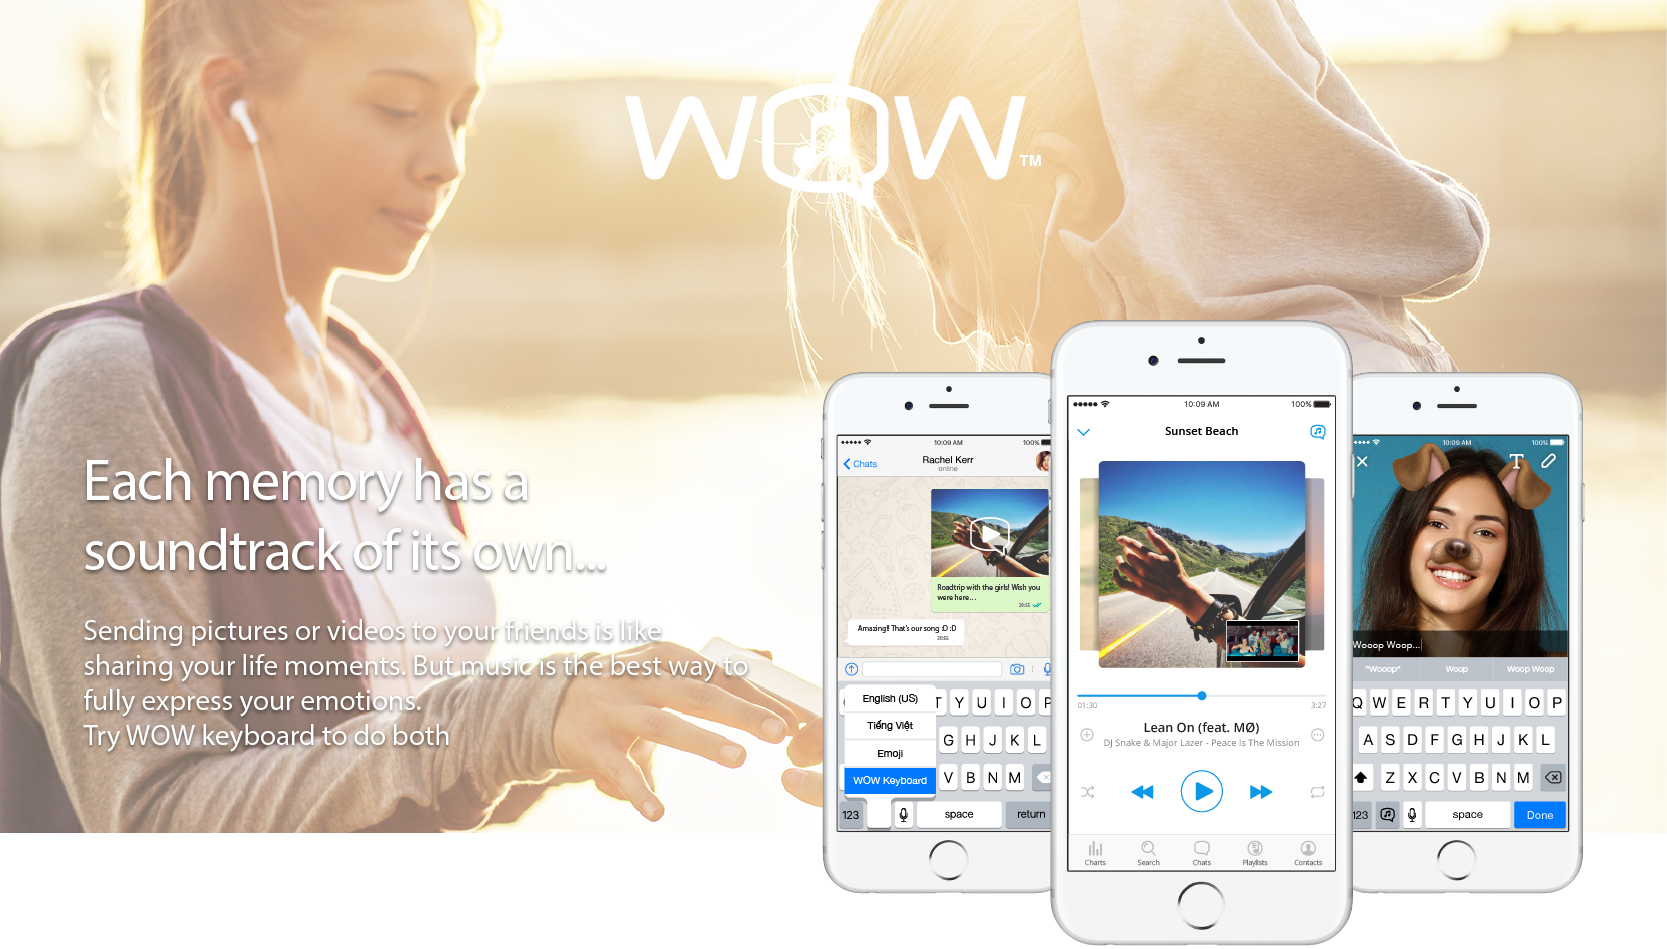 WOW™
Each memory has a
soundtrack of its own...
Sending pictures or videos to your friends is like
sharing your life moments. But music is the best way to
fully express your emotions.
Try WOW keyboard to do both
10:09 AM 100%
Chats Rachel Kerr
online
Roadtrip with the girls! Wish you
were here...
20:55
Amazing!! That's our song :D :D
20:55
English (US)
Tiếng Việt
Emoji
WOW Keyboard
T Y U I O P
G H J K L
V B N M
123 space return
10:09 AM 100%
Sunset Beach
01:30 3:27
Lean On (feat. MØ)
DJ Snake & Major Lazer - Peace Is The Mission
Charts Search Chats Playlists Contacts
10:09 AM 100%
T
Wooop Woop...
"Wooop" Woop Woop Woop
Q W E R T Y U I O P
A S D F G H J K L
Z X C V B N M
123 space Done